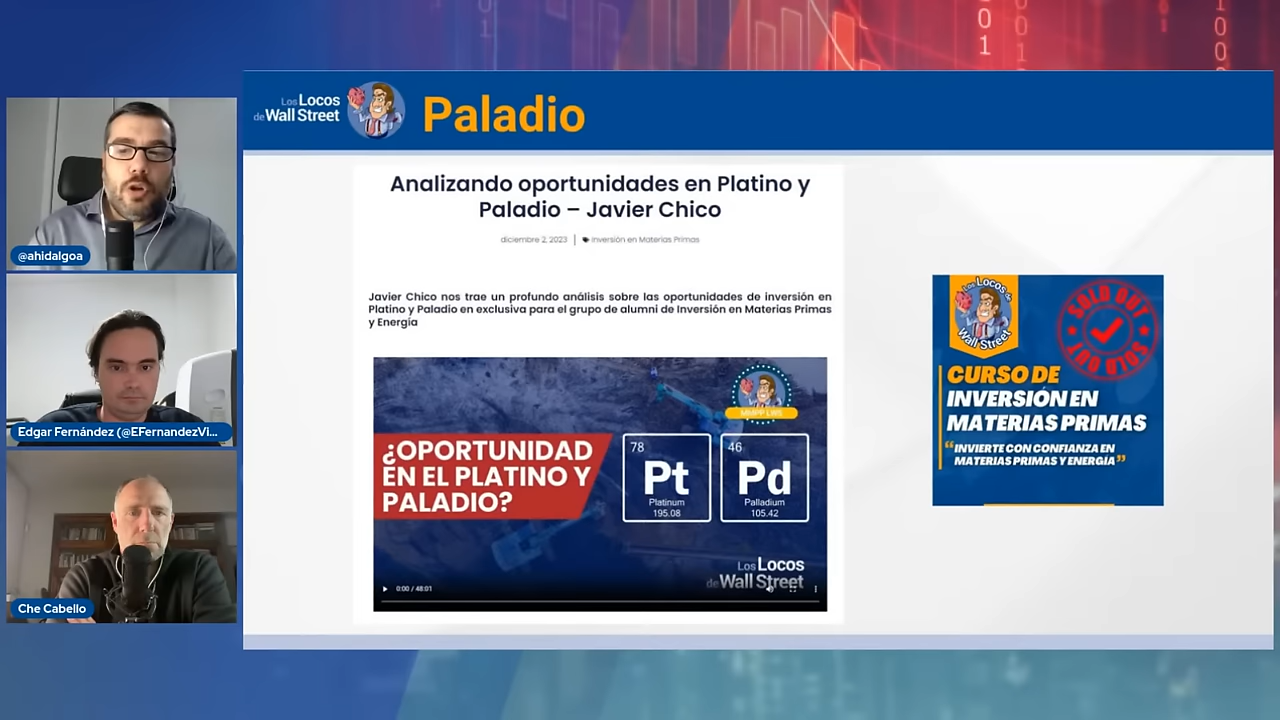 @ahidalgoa
Edgar Fernández (@EFernandezVi...
Che Cabello
Los Locos
de Wall Street
Paladio
Analizando oportunidades en Platino y
Paladio – Javier Chico
diciembre 2, 2023 | Inversión en Materias Primas
Javier Chico nos trae un profundo análisis sobre las oportunidades de inversión en
Platino y Paladio en exclusiva para el grupo de alumni de Inversión en Materias Primas
y Energía
MMPP LWS
¿OPORTUNIDAD
EN EL PLATINO Y
PALADIO?
78
Pt
Platinum
195.08
46
Pd
Palladium
105.42
Los Locos
de Wall Street
0:00 / 48:01
Los Locos de
Wall Street
SOLD OUT
SOLD OUT
CURSO DE
INVERSIÓN EN
MATERIAS PRIMAS
“INVIERTE CON CONFIANZA EN
MATERIAS PRIMAS Y ENERGÍA”